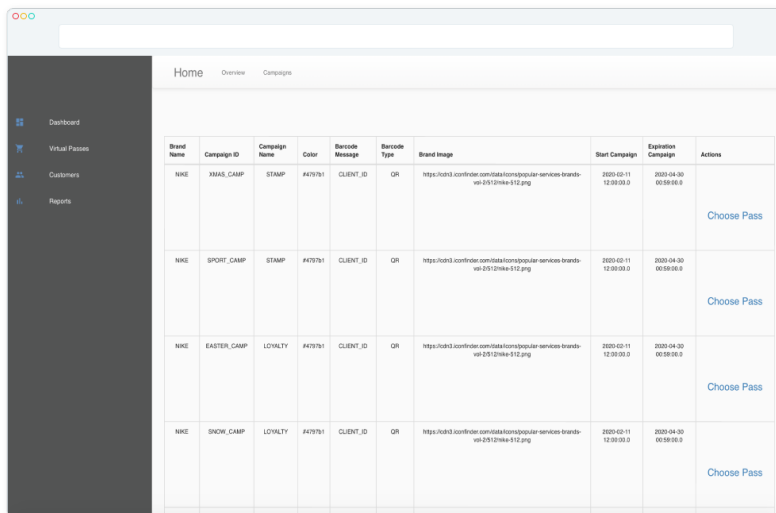 Home
Overview
Campaigns
Dashboard
Virtual Passes
Customers
Reports
Brand Name
Campaign ID
Campaign Name
Color
Barcode Message
Barcode Type
Brand Image
Start Campaign
Expiration Campaign
Actions
NIKE
XMAS_CAMP
STAMP
#4797b1
CLIENT_ID
QR
https://cdn3.iconfinder.com/data/icons/popular-services-brands-
vol-2/512/nike-512.png
2020-02-11
12:00:00.0
2020-04-30
00:59:00.0
Choose Pass
NIKE
SPORT_CAMP
STAMP
#4797b1
CLIENT_ID
QR
https://cdn3.iconfinder.com/data/icons/popular-services-brands-
vol-2/512/nike-512.png
2020-02-11
12:00:00.0
2020-04-30
00:59:00.0
Choose Pass
NIKE
EASTER_CAMP
LOYALTY
#4797b1
CLIENT_ID
QR
https://cdn3.iconfinder.com/data/icons/popular-services-brands-
vol-2/512/nike-512.png
2020-02-11
12:00:00.0
2020-04-30
00:59:00.0
Choose Pass
NIKE
SNOW_CAMP
LOYALTY
#4797b1
CLIENT_ID
QR
https://cdn3.iconfinder.com/data/icons/popular-services-brands-
vol-2/512/nike-512.png
2020-02-11
12:00:00.0
2020-04-30
00:59:00.0
Choose Pass